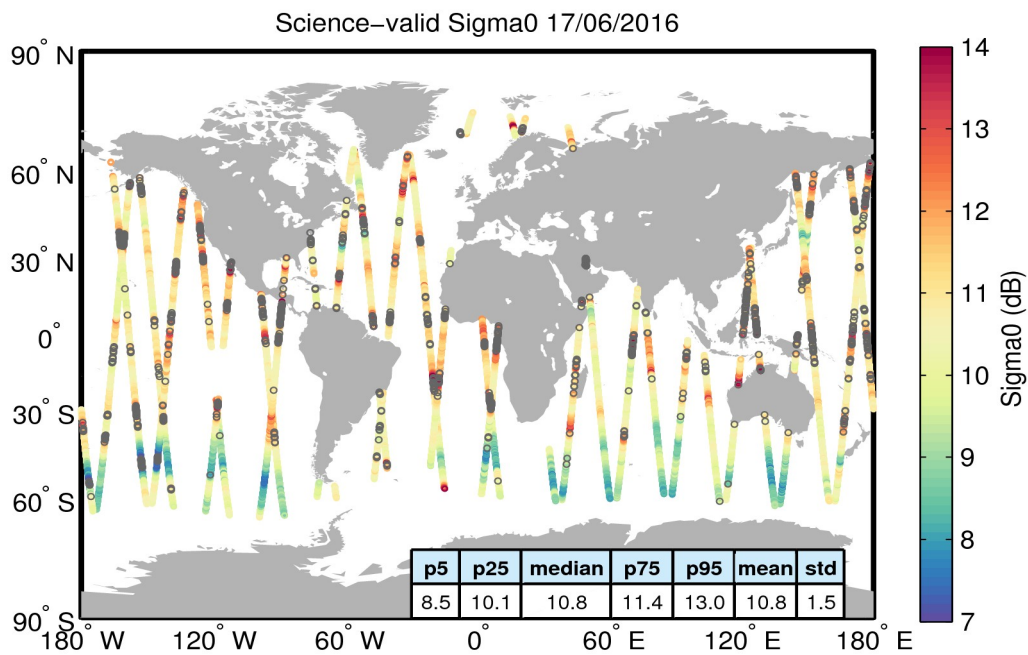 Science−valid Sigma0 17/06/2016
90° N
60° N
30° N
0°
30° S
60° S
90° S
180° W
120° W
60° W
0°
60° E
120° E
180° E
p5 p25 median p75 p95 mean std
8.5 10.1 10.8 11.4 13.0 10.8 1.5
14
13
12
11
10
9
8
7
Sigma0 (dB)